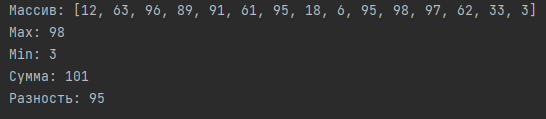 Массив: [12, 63, 96, 89, 91, 61, 95, 18, 6, 95, 98, 97, 62, 33, 3]
Max: 98
Min: 3
Сумма: 101
Разность: 95